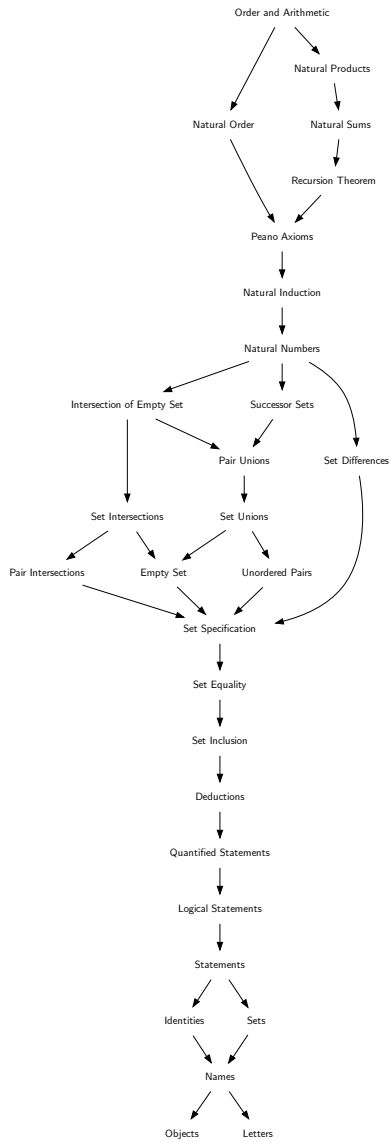 Order and Arithmetic
Natural Products
Natural Order
Natural Sums
Recursion Theorem
Peano Axioms
Natural Induction
Natural Numbers
Intersection of Empty Set
Successor Sets
Pair Unions
Set Differences
Set Intersections
Set Unions
Pair Intersections
Empty Set
Unordered Pairs
Set Specification
Set Equality
Set Inclusion
Deductions
Quantified Statements
Logical Statements
Statements
Identities
Sets
Names
Objects
Letters